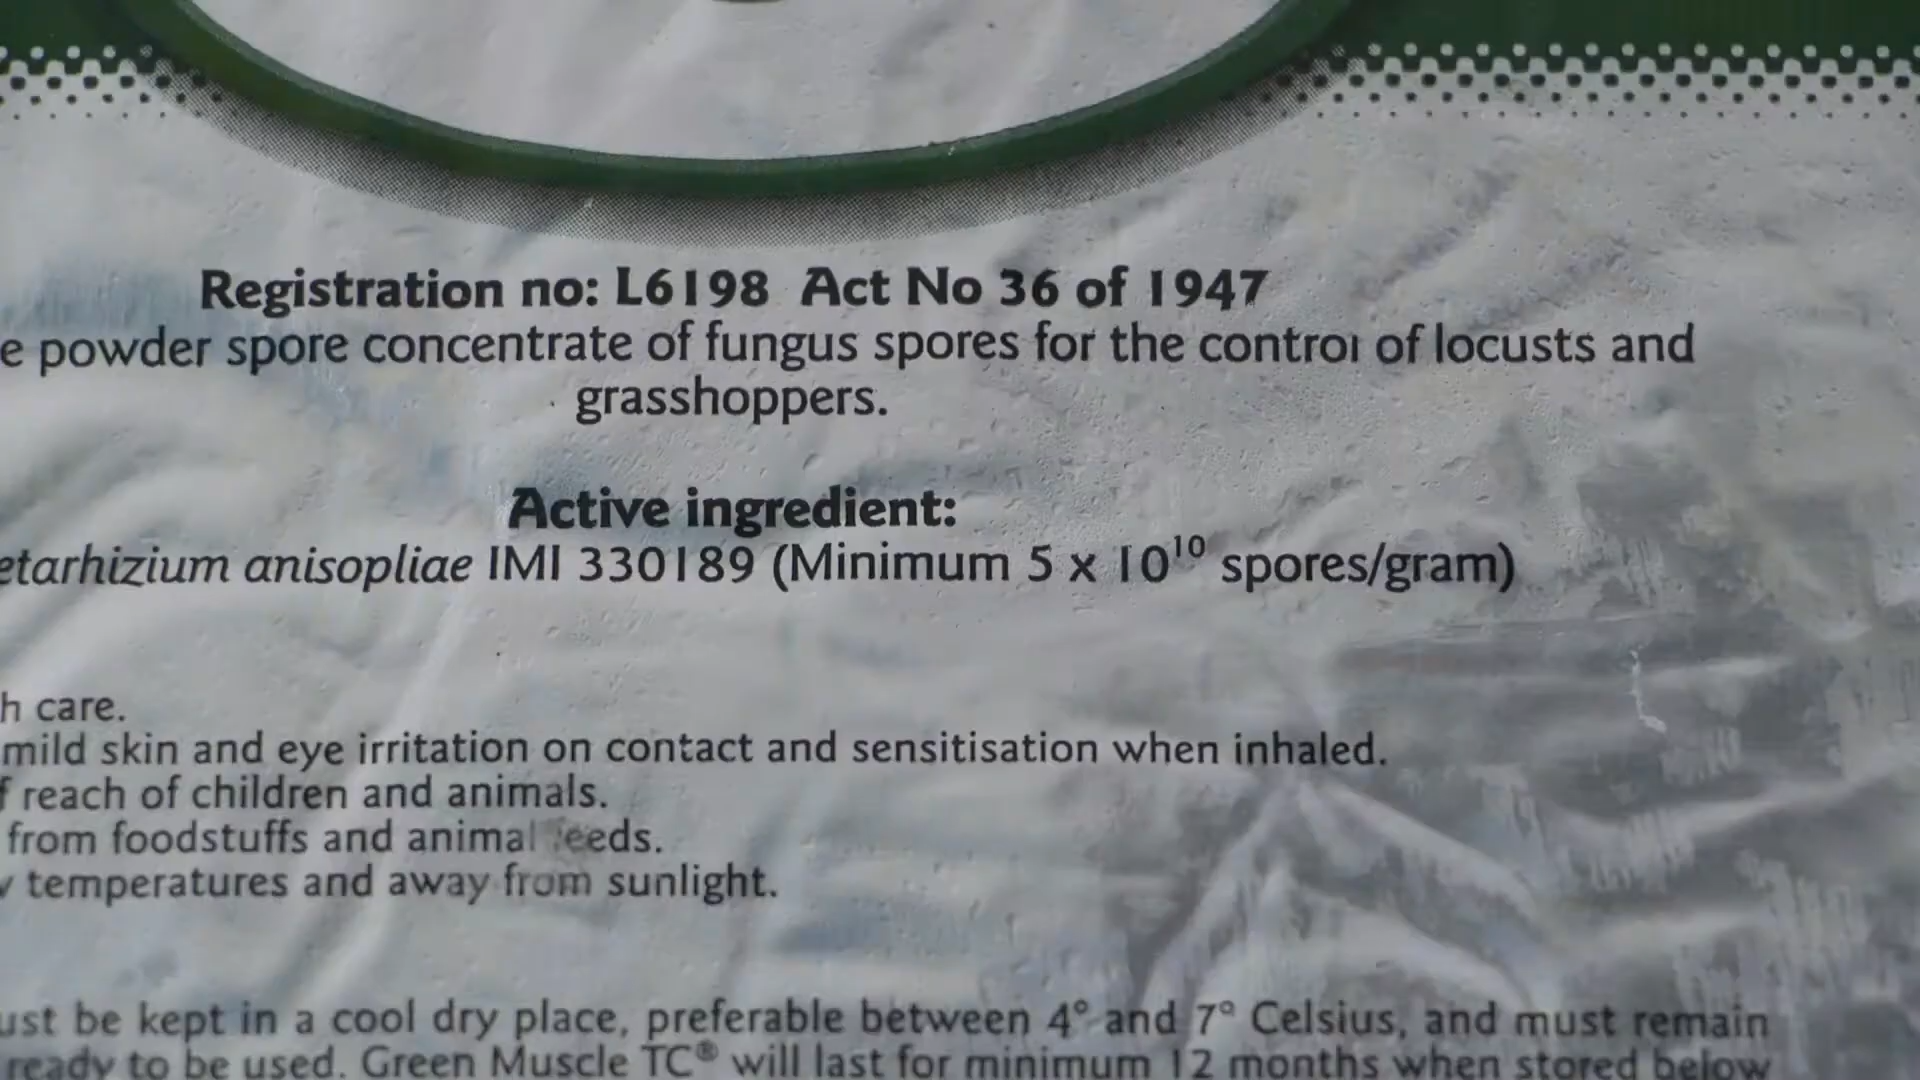 Registration no: L6198 Act No 36 of 1947
e powder spore concentrate of fungus spores for the control of locusts and
grasshoppers.
Active ingredient:
etarhizium anisopliae IMI 330189 (Minimum 5 x 10¹⁰ spores/gram)
h care.
mild skin and eye irritation on contact and sensitisation when inhaled.
f reach of children and animals.
from foodstuffs and animal feeds.
temperatures and away from sunlight.
ust be kept in a cool dry place, preferable between 4° and 7° Celsius, and must remain
ready to be used. Green Muscle TC® will last for minimum 12 months when stored below